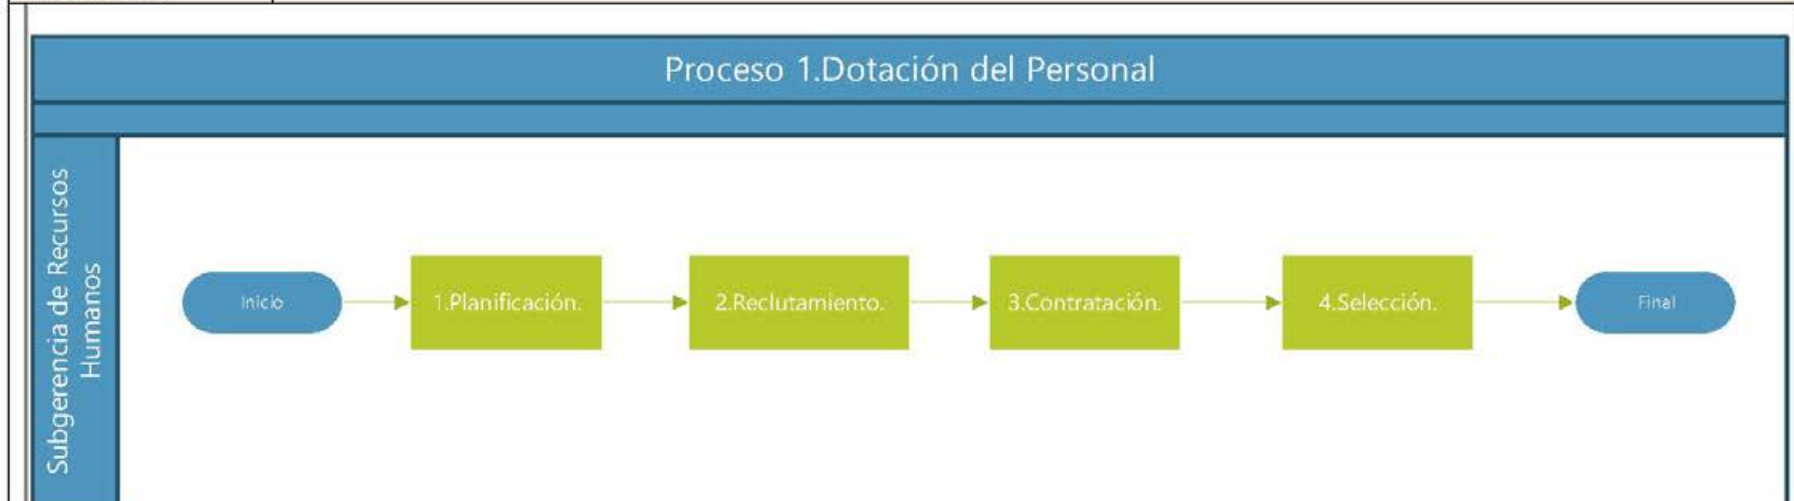 Proceso 1.Dotación del Personal
Subgerencia de Recursos
Humanos
Inicio
1.Planificación.
2.Reclutamiento.
3.Contratación.
4.Selección.
Final